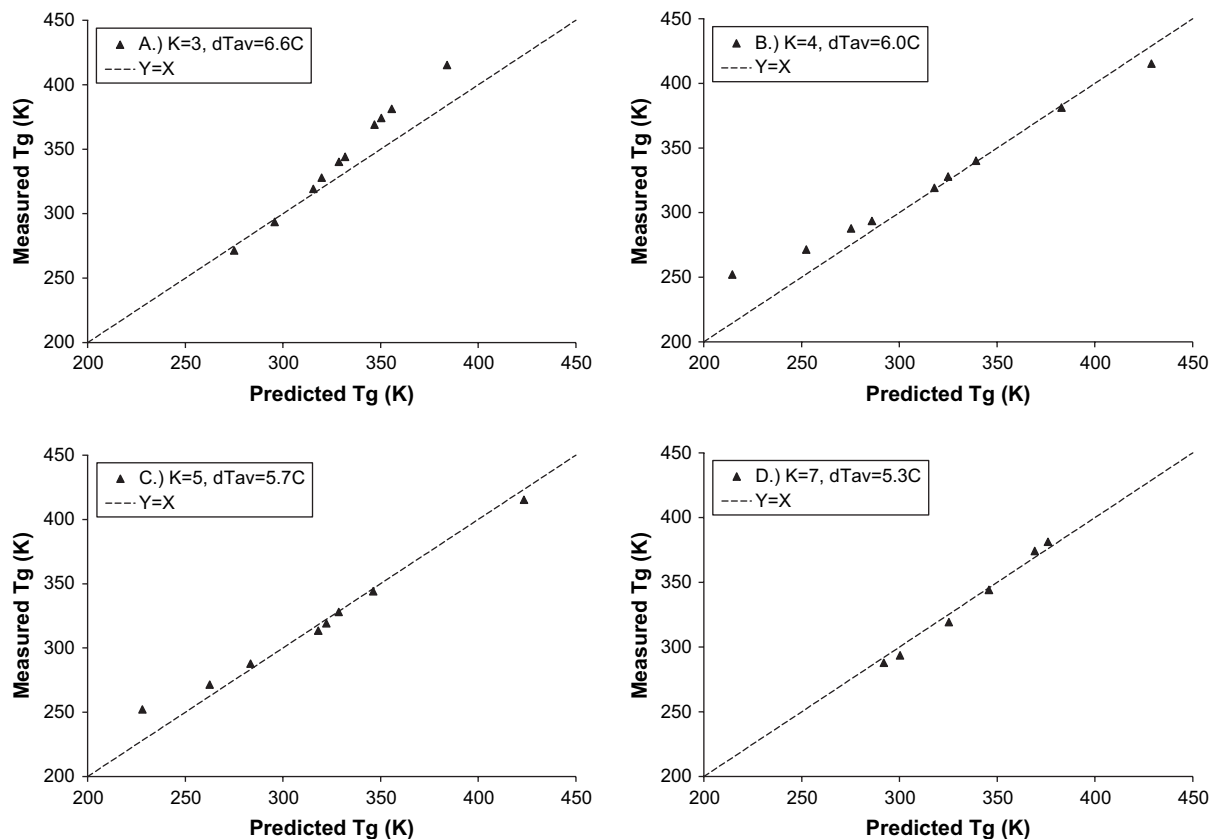 A.) K=3, dTav=6.6C
Y=X
450
400
350
300
250
200
Measured Tg (K)
200 250 300 350 400 450
Predicted Tg (K)
B.) K=4, dTav=6.0C
Y=X
450
400
350
300
250
200
Measured Tg (K)
200 250 300 350 400 450
Predicted Tg (K)
C.) K=5, dTav=5.7C
Y=X
450
400
350
300
250
200
Measured Tg (K)
200 250 300 350 400 450
Predicted Tg (K)
D.) K=7, dTav=5.3C
Y=X
450
400
350
300
250
200
Measured Tg (K)
200 250 300 350 400 450
Predicted Tg (K)